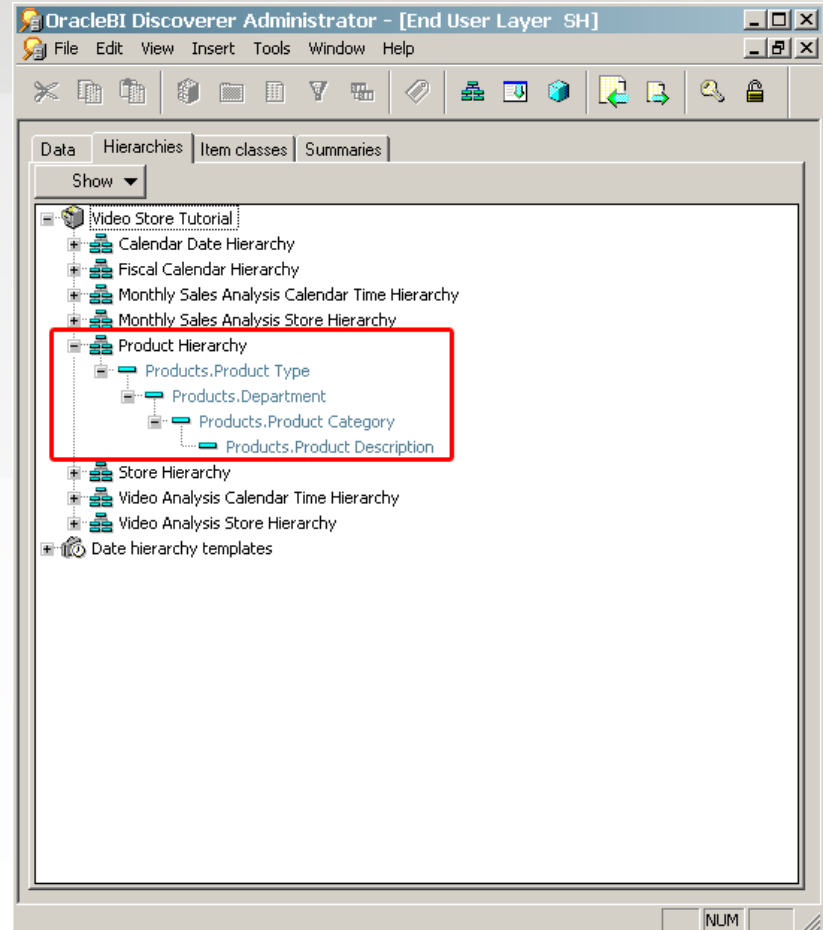 OracleBI Discoverer Administrator - [End User Layer SH]
File Edit View Insert Tools Window Help
Data Hierarchies Item classes Summaries
Show
Video Store Tutorial
Calendar Date Hierarchy
Fiscal Calendar Hierarchy
Monthly Sales Analysis Calendar Time Hierarchy
Monthly Sales Analysis Store Hierarchy
Product Hierarchy
Products.Product Type
Products.Department
Products.Product Category
Products.Product Description
Store Hierarchy
Video Analysis Calendar Time Hierarchy
Video Analysis Store Hierarchy
Date hierarchy templates
NUM